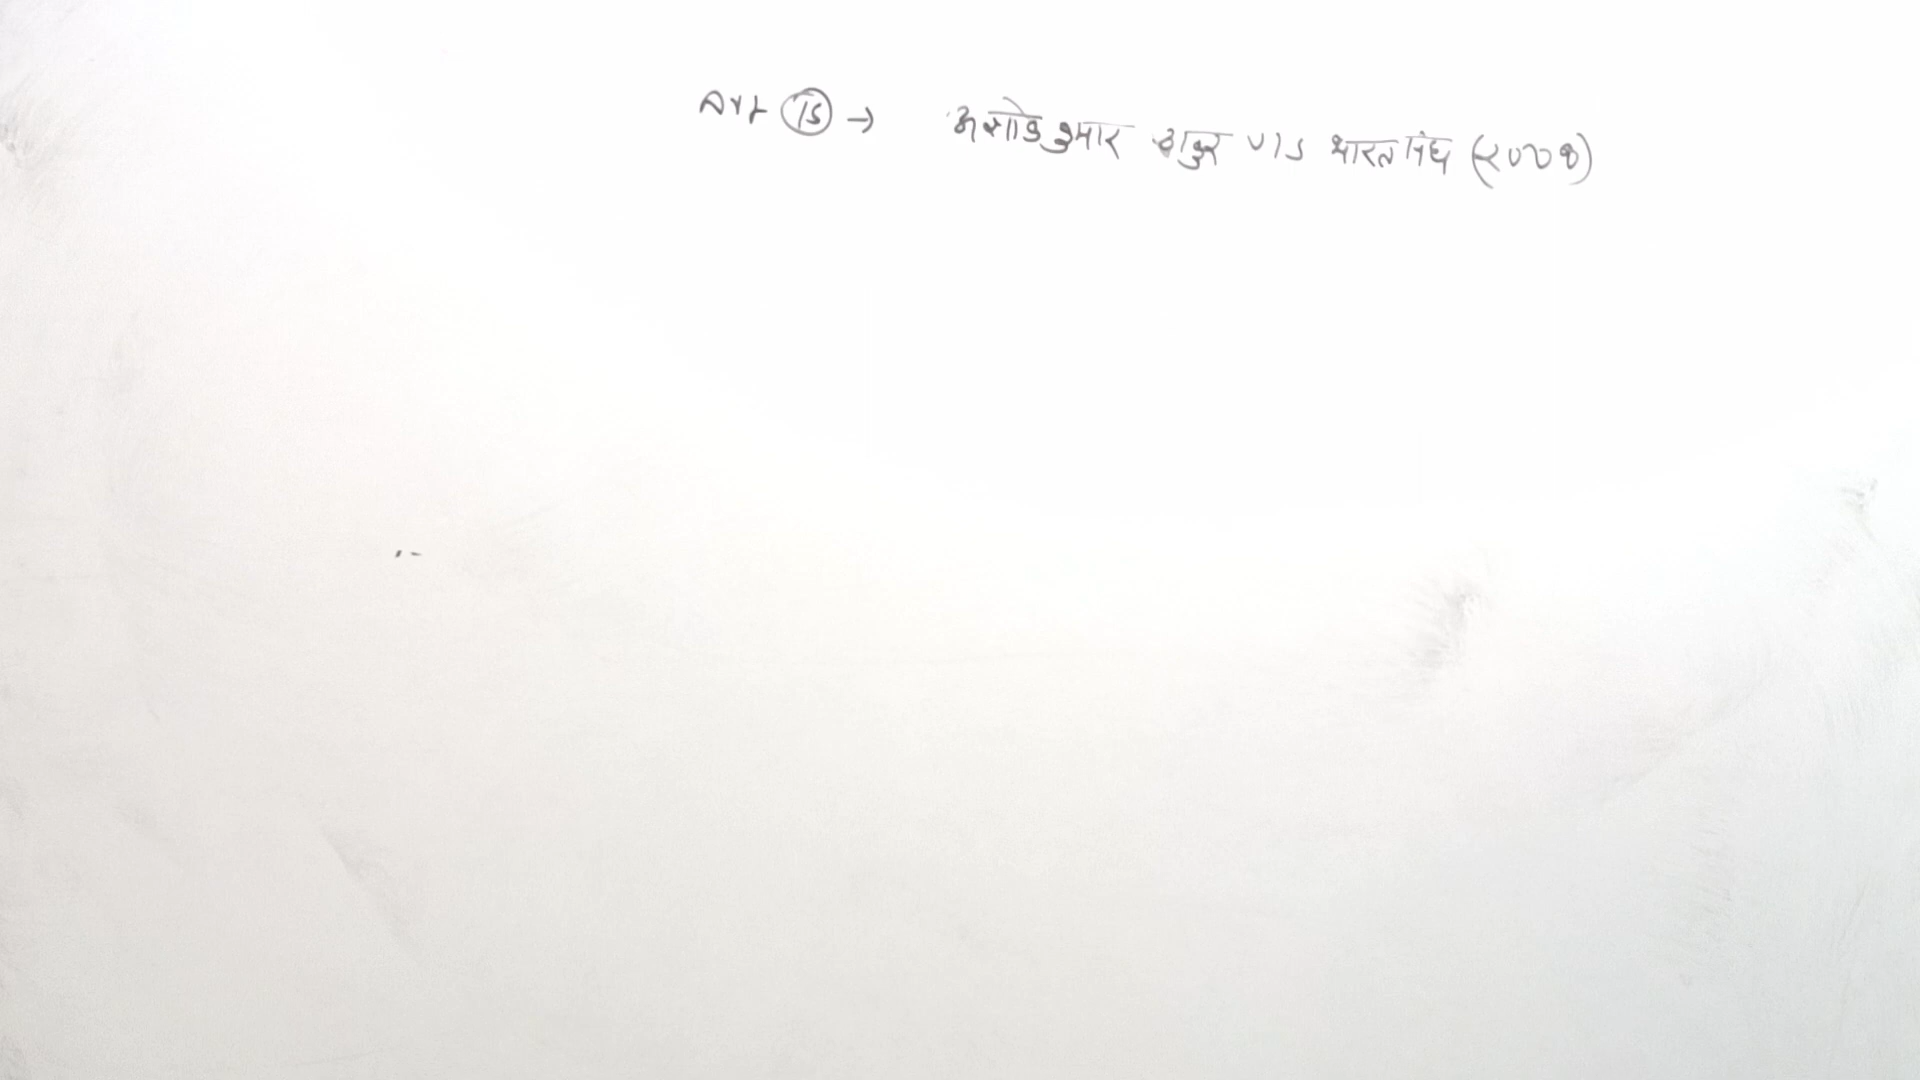 Art 15 → अशोक कुमार ठाकुर v/s भारत संघ (२००८)